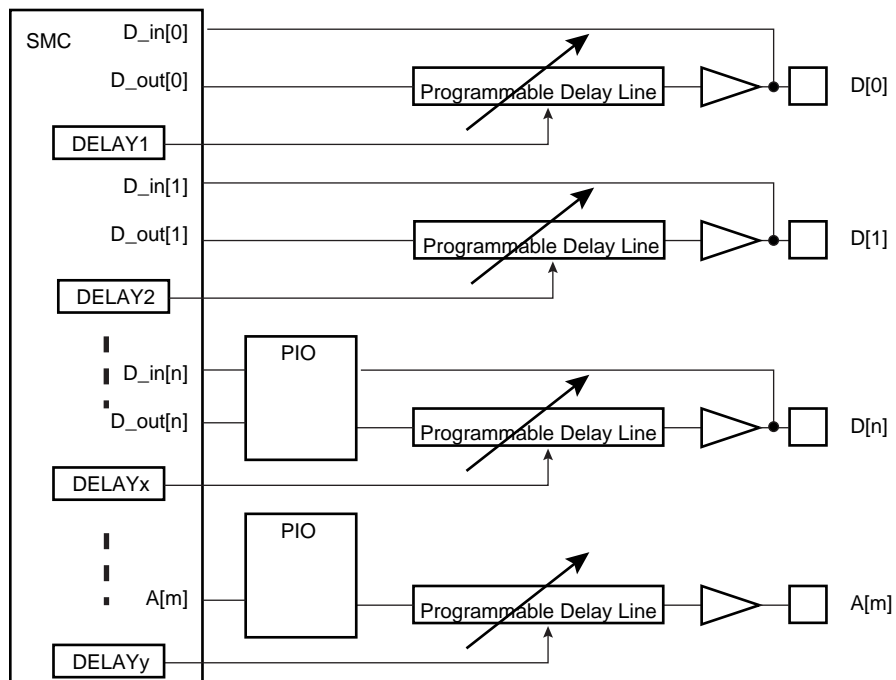 SMC
D_in[0]
D_out[0]
Programmable Delay Line
D[0]
DELAY1
D_in[1]
D_out[1]
Programmable Delay Line
D[1]
DELAY2
PIO
D_in[n]
D_out[n]
Programmable Delay Line
D[n]
DELAYx
PIO
A[m]
Programmable Delay Line
A[m]
DELAYy